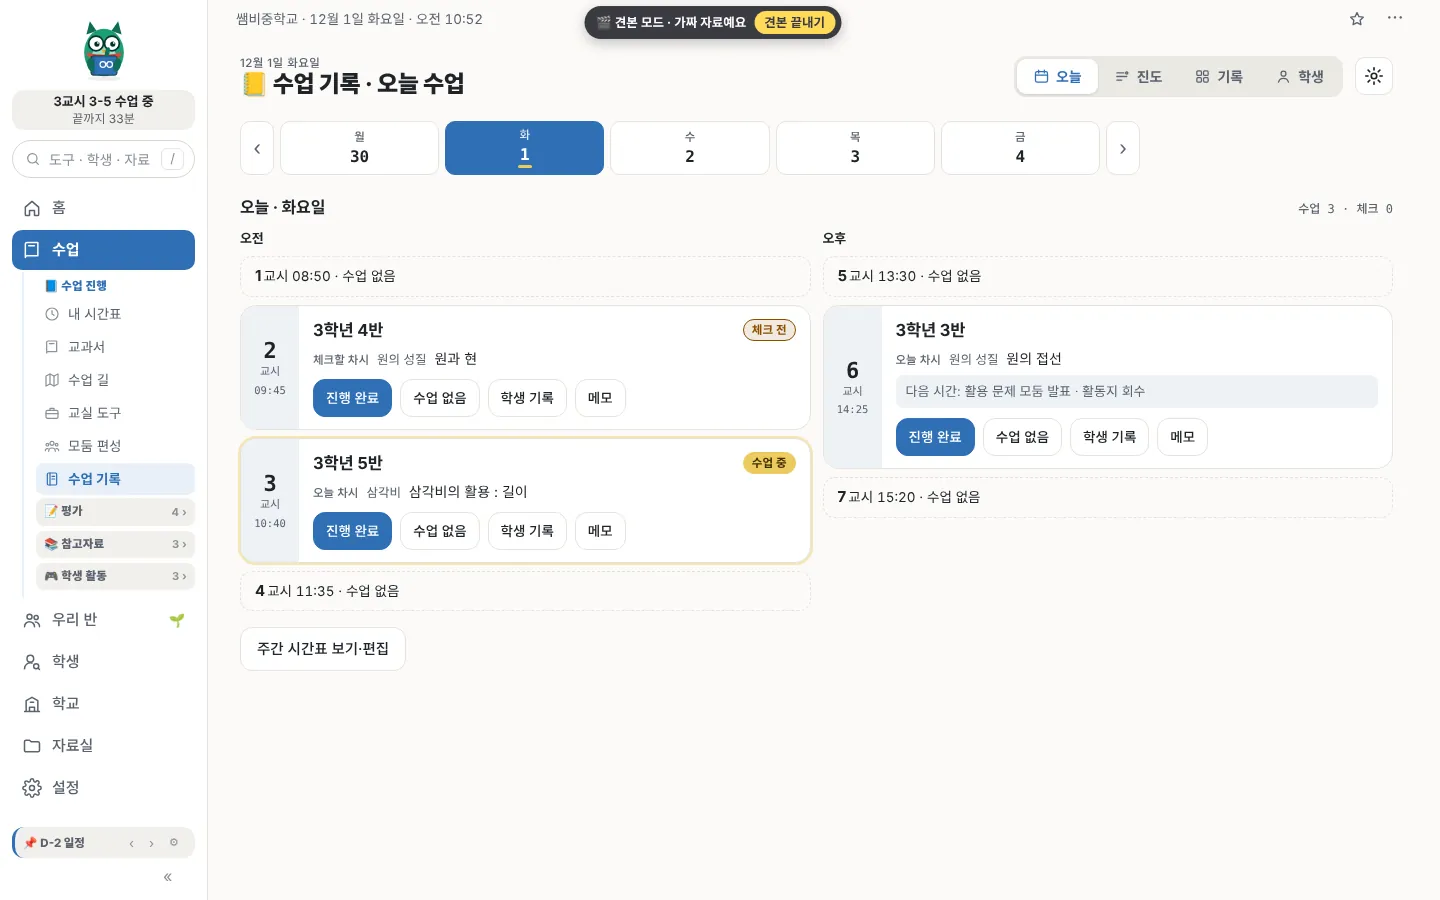 쌤비중학교 · 12월 1일 화요일 · 오전 10:52
🎬 견본 모드 · 가짜 자료예요 견본 끝내기
3교시 3-5 수업 중
끝까지 33분
도구 · 학생 · 자료 /
홈
수업
📘 수업 진행
내 시간표
교과서
수업 길
교실 도구
모둠 편성
수업 기록
📝 평가 4 ›
📚 참고자료 3 ›
🎮 학생 활동 3 ›
우리 반 🌱
학생
학교
자료실
설정
📌 D-2 일정 ‹ › ⚙
«
12월 1일 화요일
📒 수업 기록 · 오늘 수업
오늘 진도 기록 학생
‹
월
30
화
1
수
2
목
3
금
4
›
오늘 · 화요일
수업 3 · 체크 0
오전
1교시 08:50 · 수업 없음
2
교시
09:45
3학년 4반
체크 전
체크할 차시 원의 성질 원과 현
진행 완료 수업 없음 학생 기록 메모
3
교시
10:40
3학년 5반
수업 중
오늘 차시 삼각비 삼각비의 활용 : 길이
진행 완료 수업 없음 학생 기록 메모
4교시 11:35 · 수업 없음
주간 시간표 보기·편집
오후
5교시 13:30 · 수업 없음
6
교시
14:25
3학년 3반
오늘 차시 원의 성질 원의 접선
다음 시간: 활용 문제 모둠 발표 · 활동지 회수
진행 완료 수업 없음 학생 기록 메모
7교시 15:20 · 수업 없음